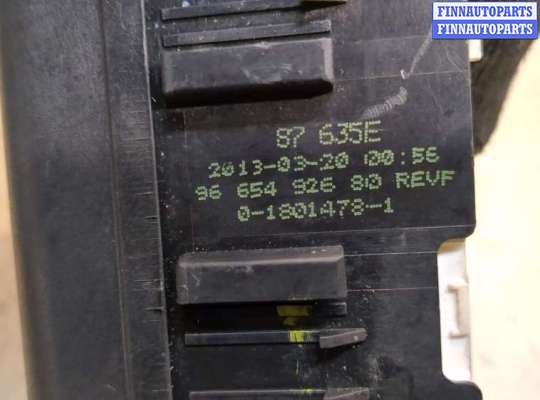 FINNAUTOPARTS
FINNAUTOPARTS
87 635E
2013-03-20 00:56
96 654 926 80 REVF
0-1801478-1